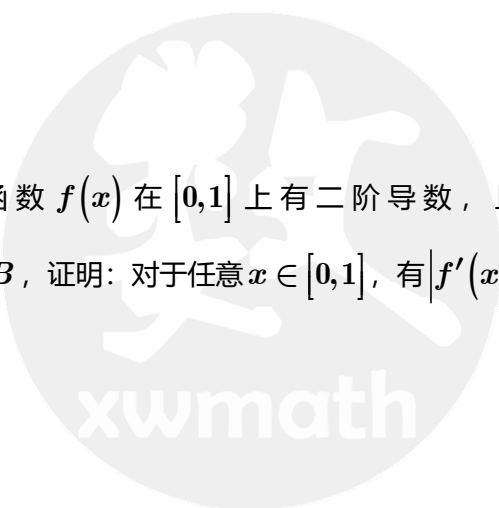 函数 f(x) 在 [0,1] 上有二阶导数，
B，证明：对于任意 x ∈ [0,1]，有 |f′(x
数
xwmath